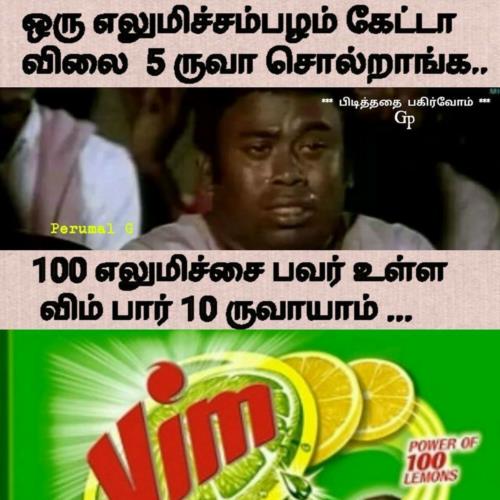 ஒரு எலுமிச்சம்பழம் கேட்டா
விலை 5 ருவா சொல்றாங்க..
*** பிடித்ததை பகிர்வோம் ***
Gp
Perumal G
100 எலுமிச்சை பவர் உள்ள
விம் பார் 10 ருவாயாம் ...
Vim
POWER OF
100
LEMONS